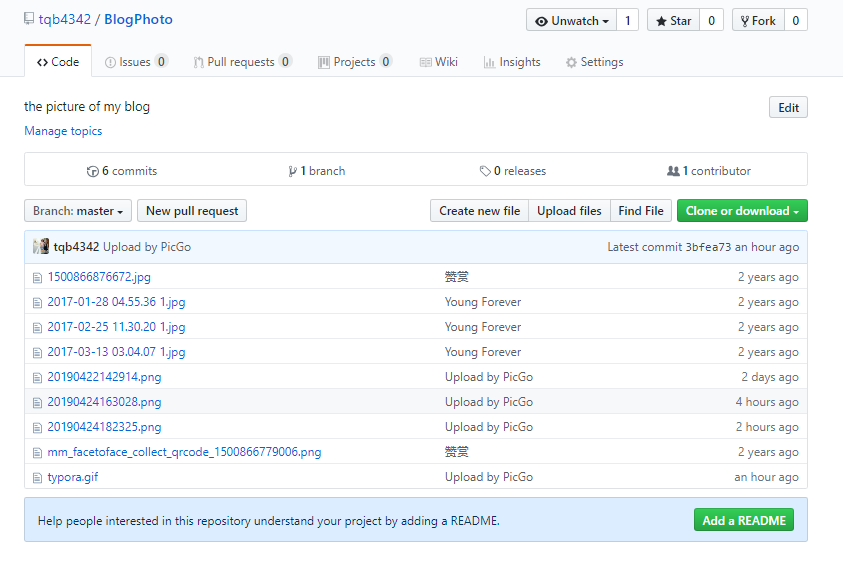 tqb4342 / BlogPhoto Unwatch 1 Star 0 Fork 0
Code Issues 0 Pull requests 0 Projects 0 Wiki Insights Settings
the picture of my blog Edit
Manage topics
6 commits 1 branch 0 releases 1 contributor
Branch: master New pull request Create new file Upload files Find File Clone or download
tqb4342 Upload by PicGo Latest commit 3bfea73 an hour ago
1500866876672.jpg 赞赏 2 years ago
2017-01-28 04.55.36 1.jpg Young Forever 2 years ago
2017-02-25 11.30.20 1.jpg Young Forever 2 years ago
2017-03-13 03.04.07 1.jpg Young Forever 2 years ago
20190422142914.png Upload by PicGo 2 days ago
20190424163028.png Upload by PicGo 4 hours ago
20190424182325.png Upload by PicGo 2 hours ago
mm_facetoface_collect_qrcode_1500866779006.png 赞赏 2 years ago
typora.gif Upload by PicGo an hour ago
Help people interested in this repository understand your project by adding a README. Add a README